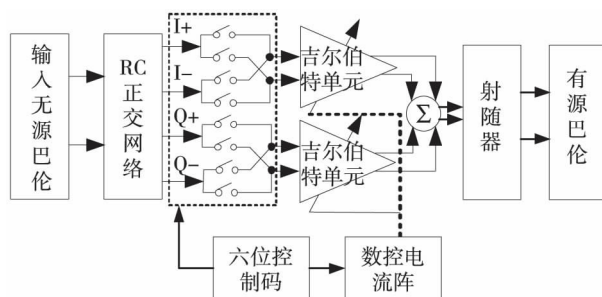 输入无源巴伦
RC
正交网络
I+
I−
Q+
Q−
吉尔伯
特单元
吉尔伯
特单元
Σ
射随器
有源巴伦
六位控
制码
数控电
流阵